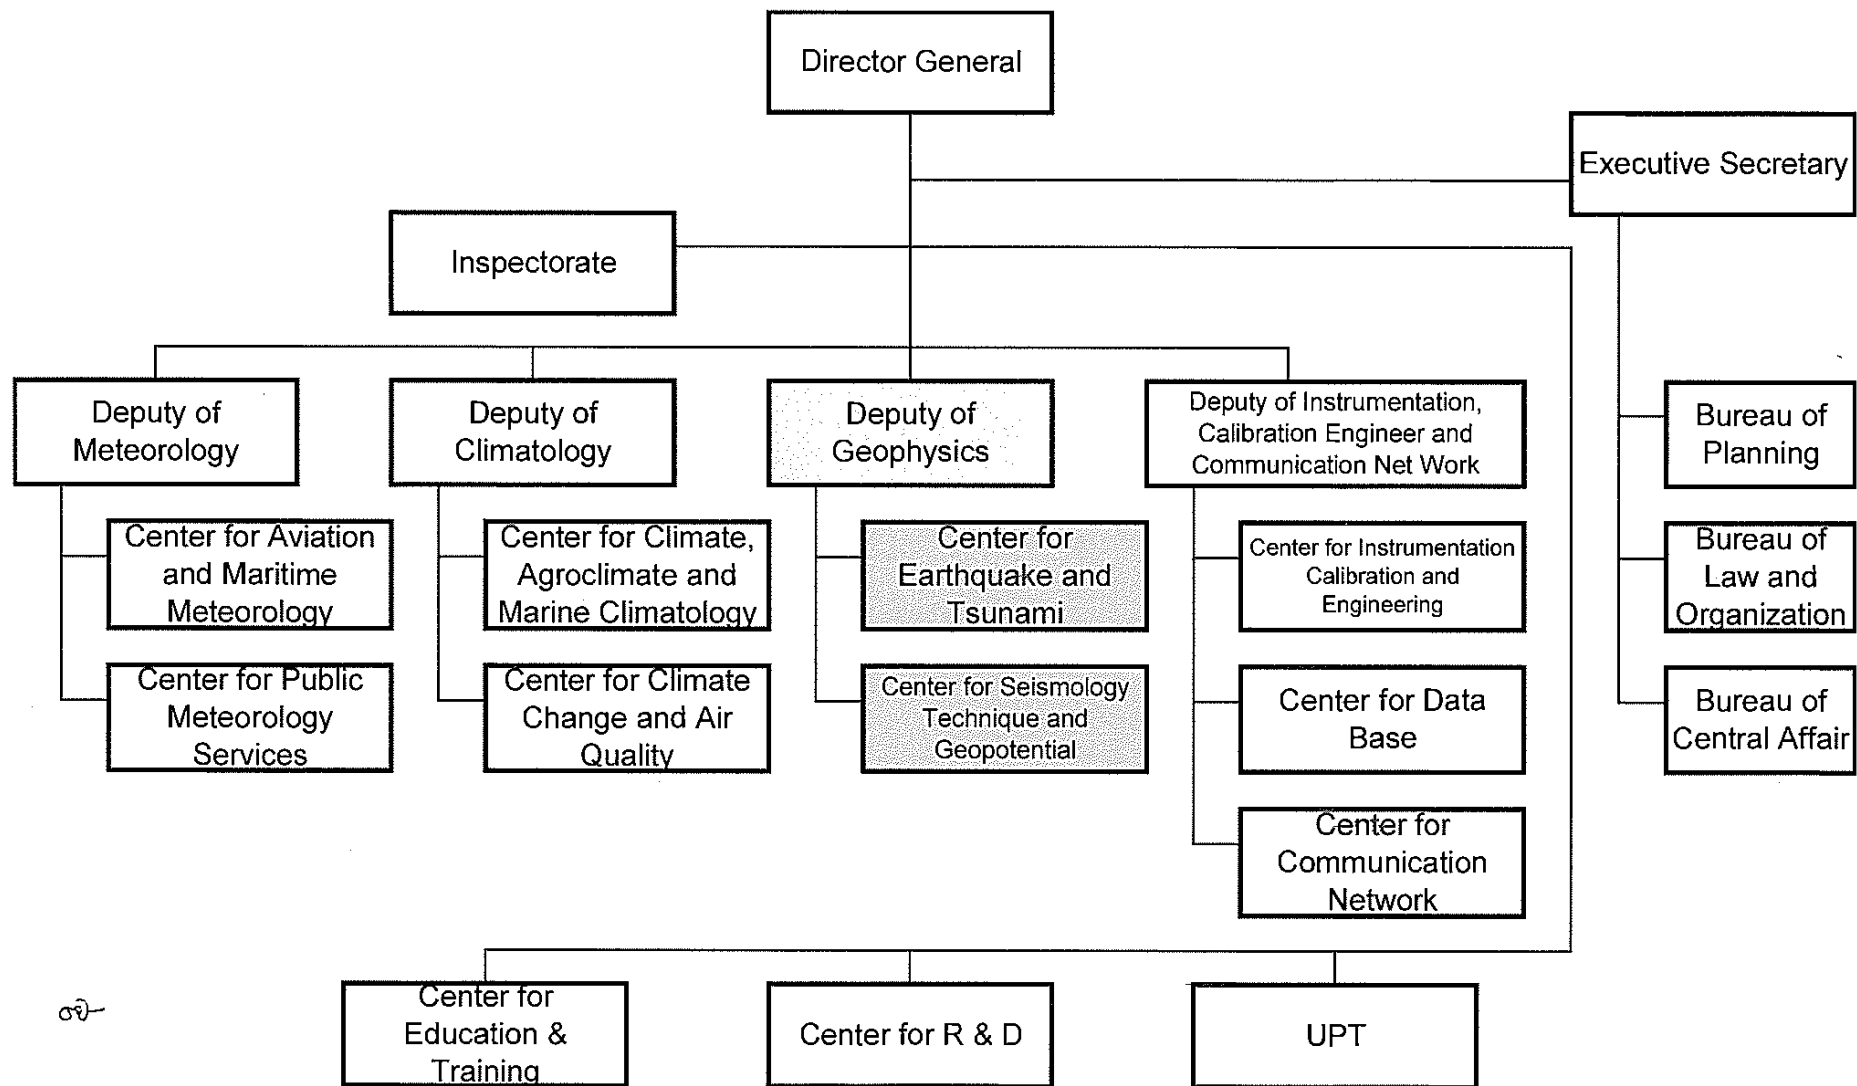 Director General
Executive Secretary
Inspectorate
Deputy of
Meteorology
Deputy of
Climatology
Deputy of
Geophysics
Deputy of Instrumentation,
Calibration Engineer and
Communication Net Work
Bureau of
Planning
Center for Aviation
and Maritime
Meteorology
Center for Climate,
Agroclimate and
Marine Climatology
Center for
Earthquake and
Tsunami
Center for Instrumentation
Calibration and
Engineering
Bureau of
Law and
Organization
Center for Public
Meteorology
Services
Center for Climate
Change and Air
Quality
Center for Seismology
Technique and
Geopotential
Center for Data
Base
Bureau of
Central Affair
Center for
Communication
Network
Center for
Education &
Training
Center for R & D
UPT